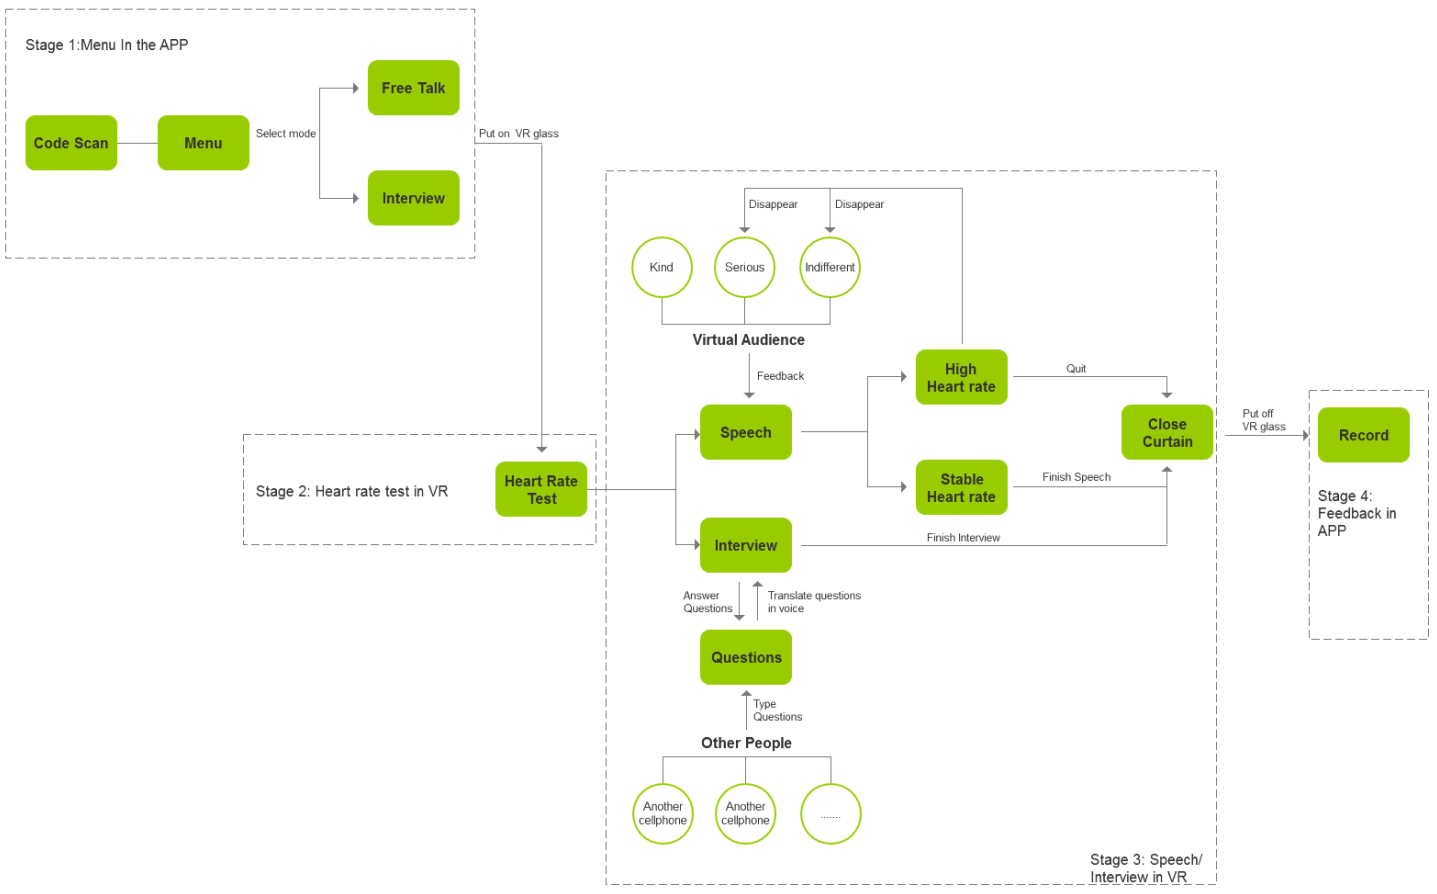 Stage 1:Menu In the APP
Code Scan
Menu
Select mode
Free Talk
Interview
Put on VR glass
Stage 2: Heart rate test in VR
Heart Rate
Test
Disappear
Disappear
Kind
Serious
Indifferent
Virtual Audience
Feedback
Speech
High
Heart rate
Quit
Stable
Heart rate
Finish Speech
Close
Curtain
Interview
Finish Interview
Answer
Questions
Translate questions
in voice
Questions
Type
Questions
Other People
Another
cellphone
Another
cellphone
.......
Stage 3: Speech/
Interview in VR
Put off
VR glass
Record
Stage 4:
Feedback in
APP